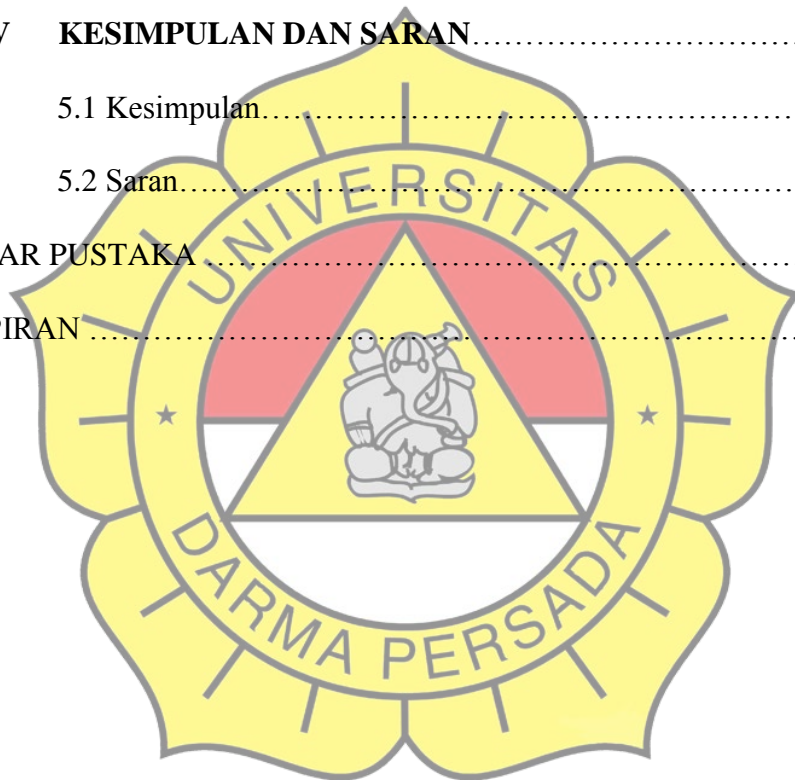 V KESIMPULAN DAN SARAN……………………………
5.1 Kesimpulan……………………………………………
5.2 Saran……………………………………………………
AR PUSTAKA ……………………………………………………
PIRAN ……………………………………………………………
UNIVERSITAS
DARMA PERSADA